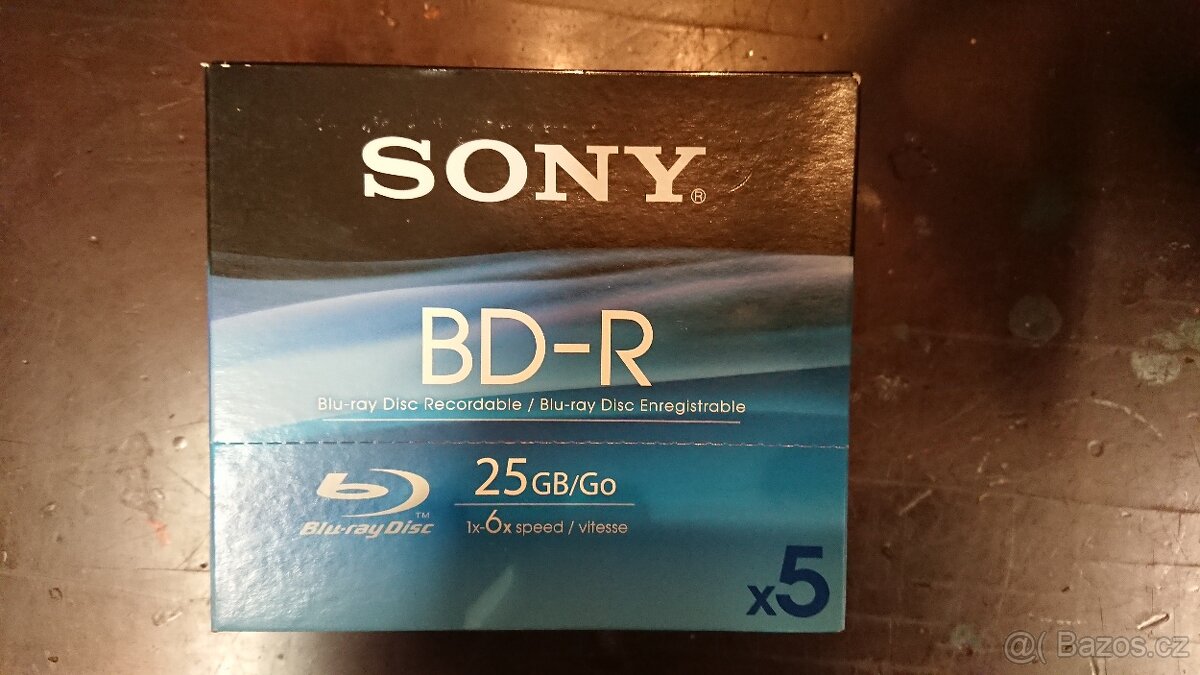 SONY®
BD-R
Blu-ray Disc Recordable / Blu-ray Disc Enregistrable
Blu-ray Disc™
25GB/Go
1x-6x speed / vitesse
x5
@( Bazos.cz